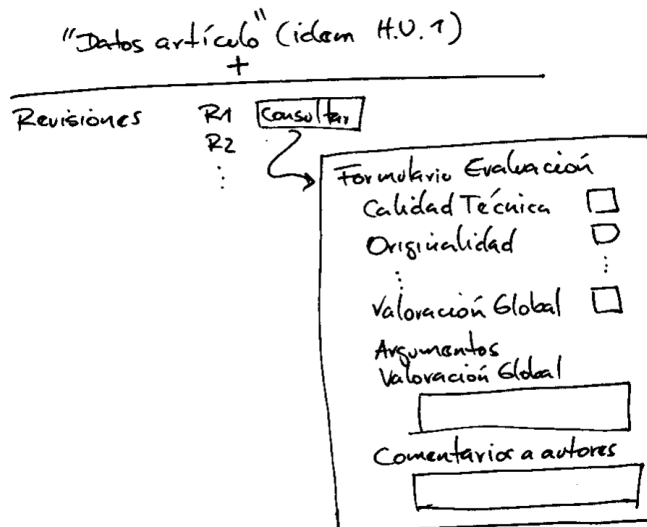 "Datos artículo" (idem H.U.1)
+
Revisiones R1 Consultar
R2
⋮
Formulario Evaluación
Calidad Técnica
Originalidad
⋮ ⋮
Valoración Global
Argumentos
Valoración Global
Comentarios a autores